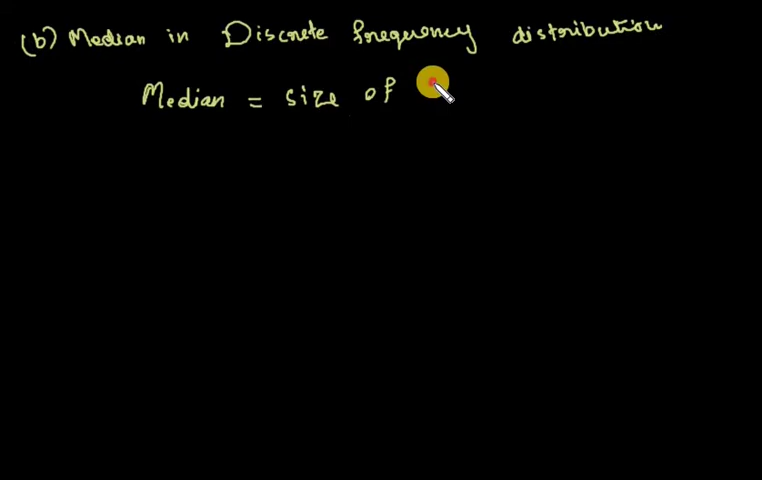 (b) Median in Discrete frequency distribution
Median = size of